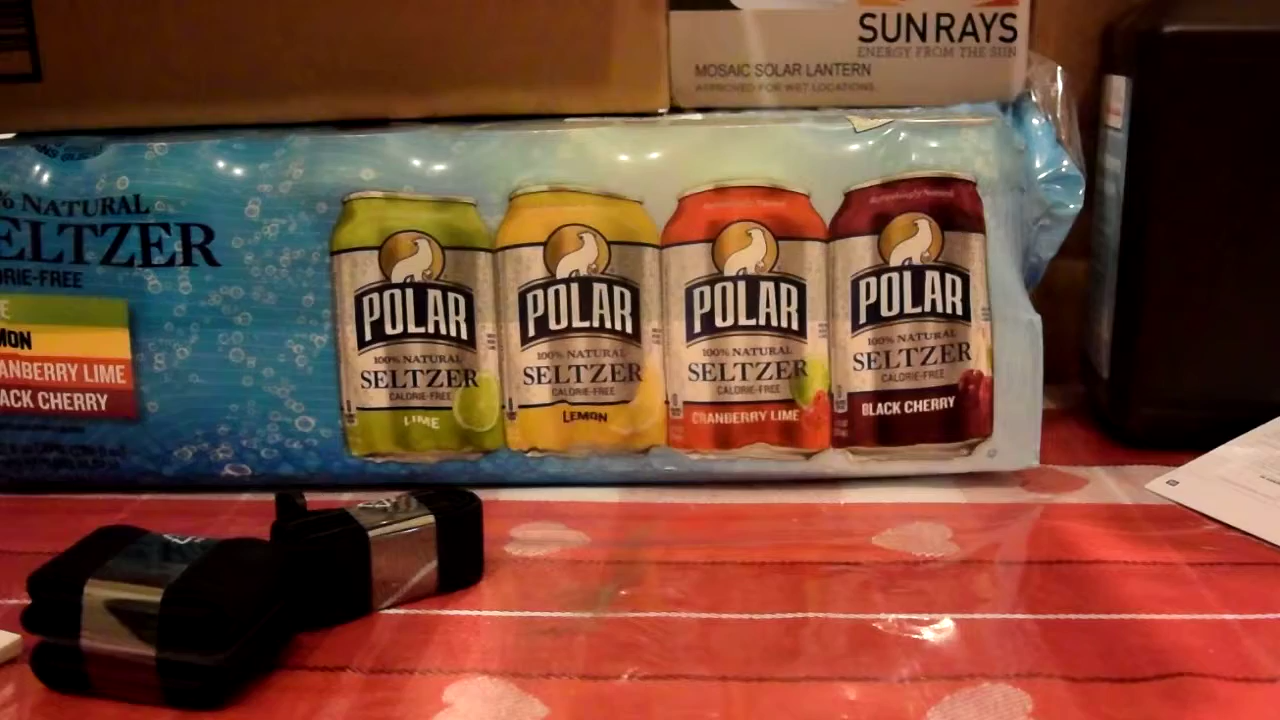 SUNRAYS
ENERGY FROM THE SUN
MOSAIC SOLAR LANTERN
APPROVED FOR WET LOCATIONS
% NATURAL
ELTZER
ORIE-FREE
E
MON
ANBERRY LIME
ACK CHERRY
POLAR
100% NATURAL
SELTZER
CALORIE-FREE
LIME
POLAR
100% NATURAL
SELTZER
CALORIE-FREE
LEMON
POLAR
100% NATURAL
SELTZER
CALORIE-FREE
CRANBERRY LIME
POLAR
100% NATURAL
SELTZER
CALORIE-FREE
BLACK CHERRY